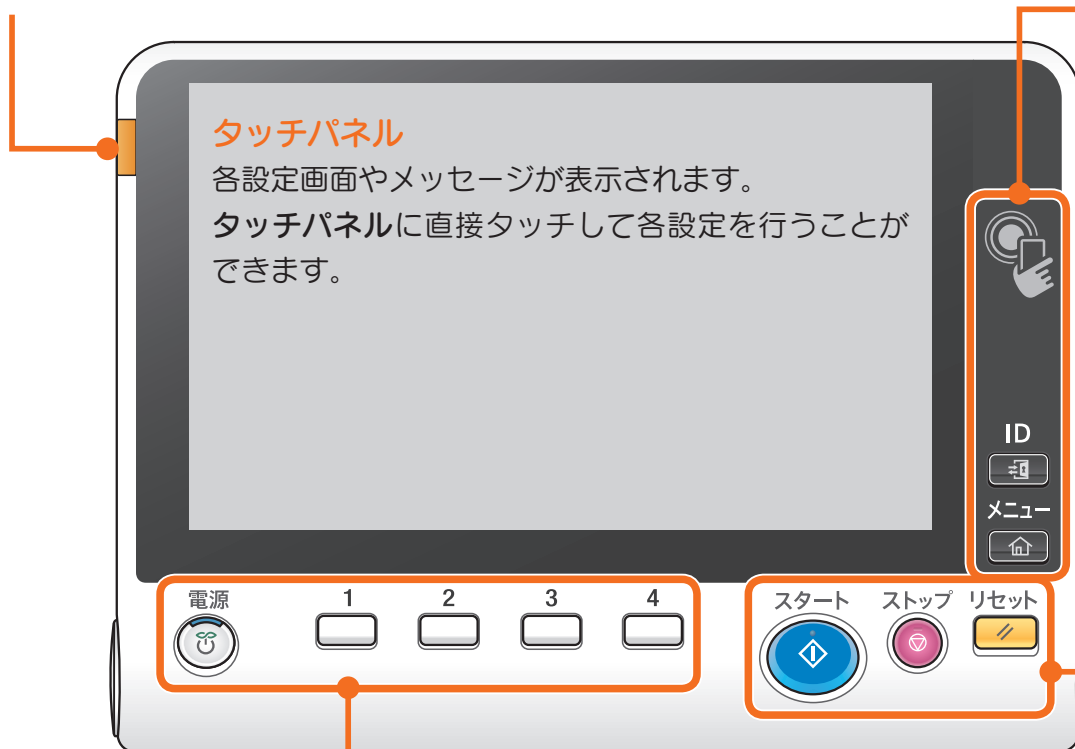 タッチパネル
各設定画面やメッセージが表示されます。
タッチパネルに直接タッチして各設定を行うことが
できます。
ID
メニュー
電源 1 2 3 4
スタート ストップ リセット